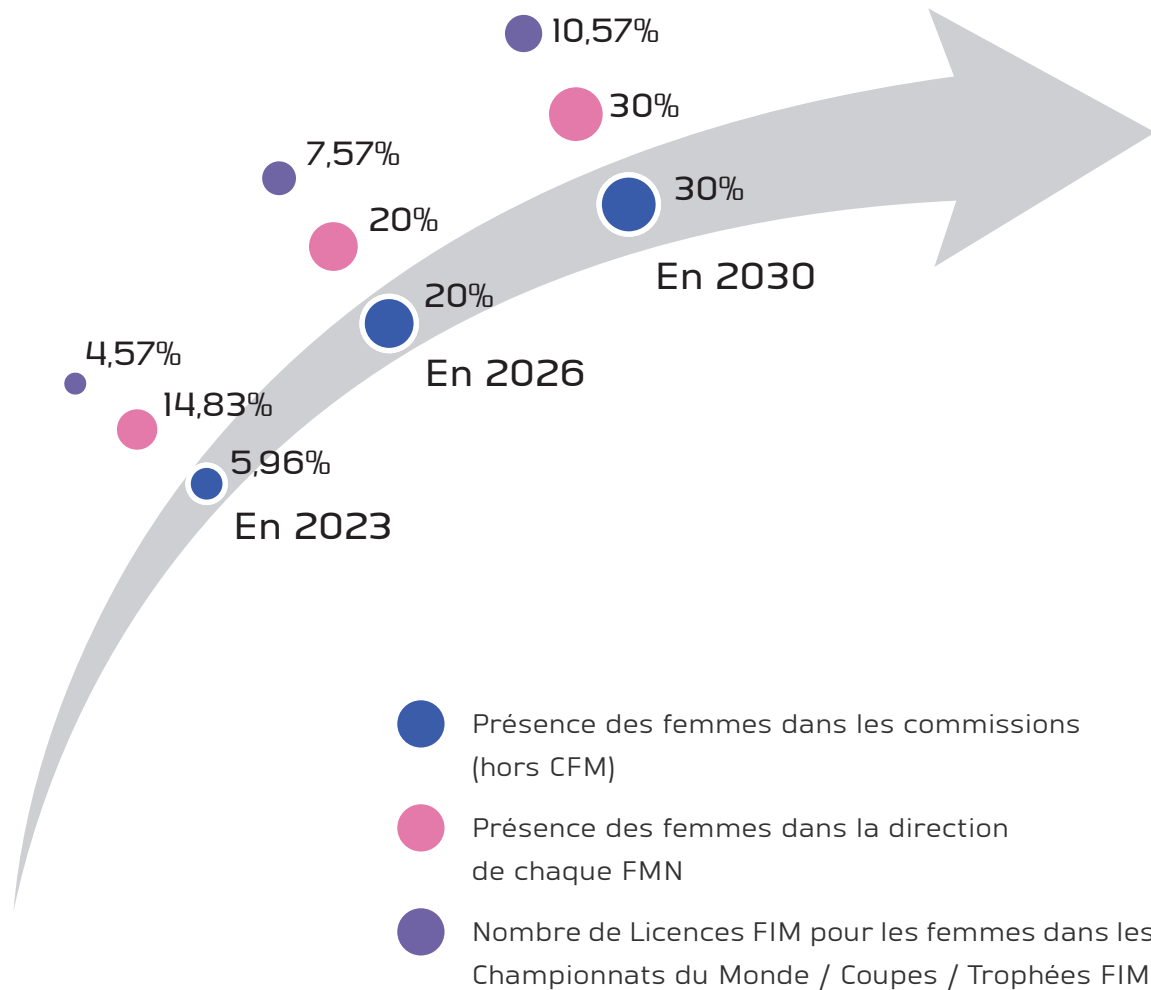 10,57%
30%
30%
En 2030
7,57%
20%
20%
En 2026
4,57%
14,83%
5,96%
En 2023
Présence des femmes dans les commissions
(hors CFM)
Présence des femmes dans la direction
de chaque FMN
Nombre de Licences FIM pour les femmes dans les
Championnats du Monde / Coupes / Trophées FIM